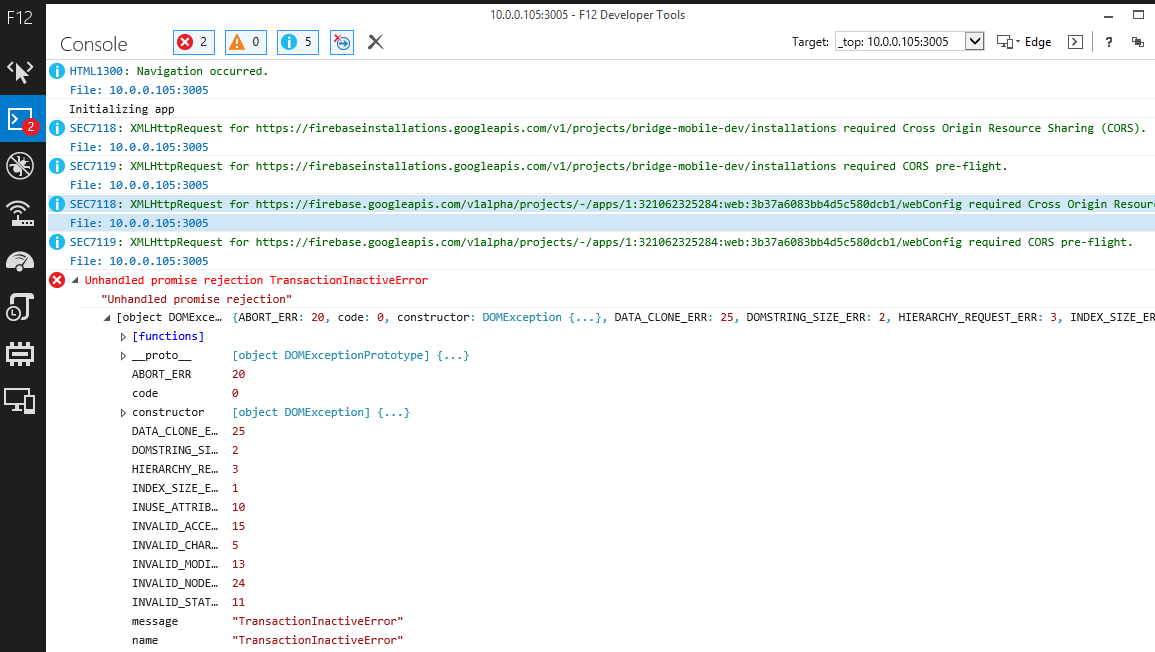 F12
10.0.0.105:3005 - F12 Developer Tools
Console
2
0
5
Target:
_top: 10.0.0.105:3005
Edge
?
2
HTML1300: Navigation occurred.
File: 10.0.0.105:3005
Initializing app
SEC7118: XMLHttpRequest for https://firebaseinstallations.googleapis.com/v1/projects/bridge-mobile-dev/installations required Cross Origin Resource Sharing (CORS).
File: 10.0.0.105:3005
SEC7119: XMLHttpRequest for https://firebaseinstallations.googleapis.com/v1/projects/bridge-mobile-dev/installations required CORS pre-flight.
File: 10.0.0.105:3005
SEC7118: XMLHttpRequest for https://firebase.googleapis.com/v1alpha/projects/-/apps/1:321062325284:web:3b37a6083bb4d5c580dcb1/webConfig required Cross Origin Resour
File: 10.0.0.105:3005
SEC7119: XMLHttpRequest for https://firebase.googleapis.com/v1alpha/projects/-/apps/1:321062325284:web:3b37a6083bb4d5c580dcb1/webConfig required CORS pre-flight.
File: 10.0.0.105:3005
Unhandled promise rejection TransactionInactiveError
"Unhandled promise rejection"
[object DOMExce… {ABORT_ERR: 20, code: 0, constructor: DOMException {...}, DATA_CLONE_ERR: 25, DOMSTRING_SIZE_ERR: 2, HIERARCHY_REQUEST_ERR: 3, INDEX_SIZE_ER
[functions]
__proto__ [object DOMExceptionPrototype] {...}
ABORT_ERR 20
code 0
constructor [object DOMException] {...}
DATA_CLONE_E… 25
DOMSTRING_SI… 2
HIERARCHY_RE… 3
INDEX_SIZE_E… 1
INUSE_ATTRIB… 10
INVALID_ACCE… 15
INVALID_CHAR… 5
INVALID_MODI… 13
INVALID_NODE… 24
INVALID_STAT… 11
message "TransactionInactiveError"
name "TransactionInactiveError"